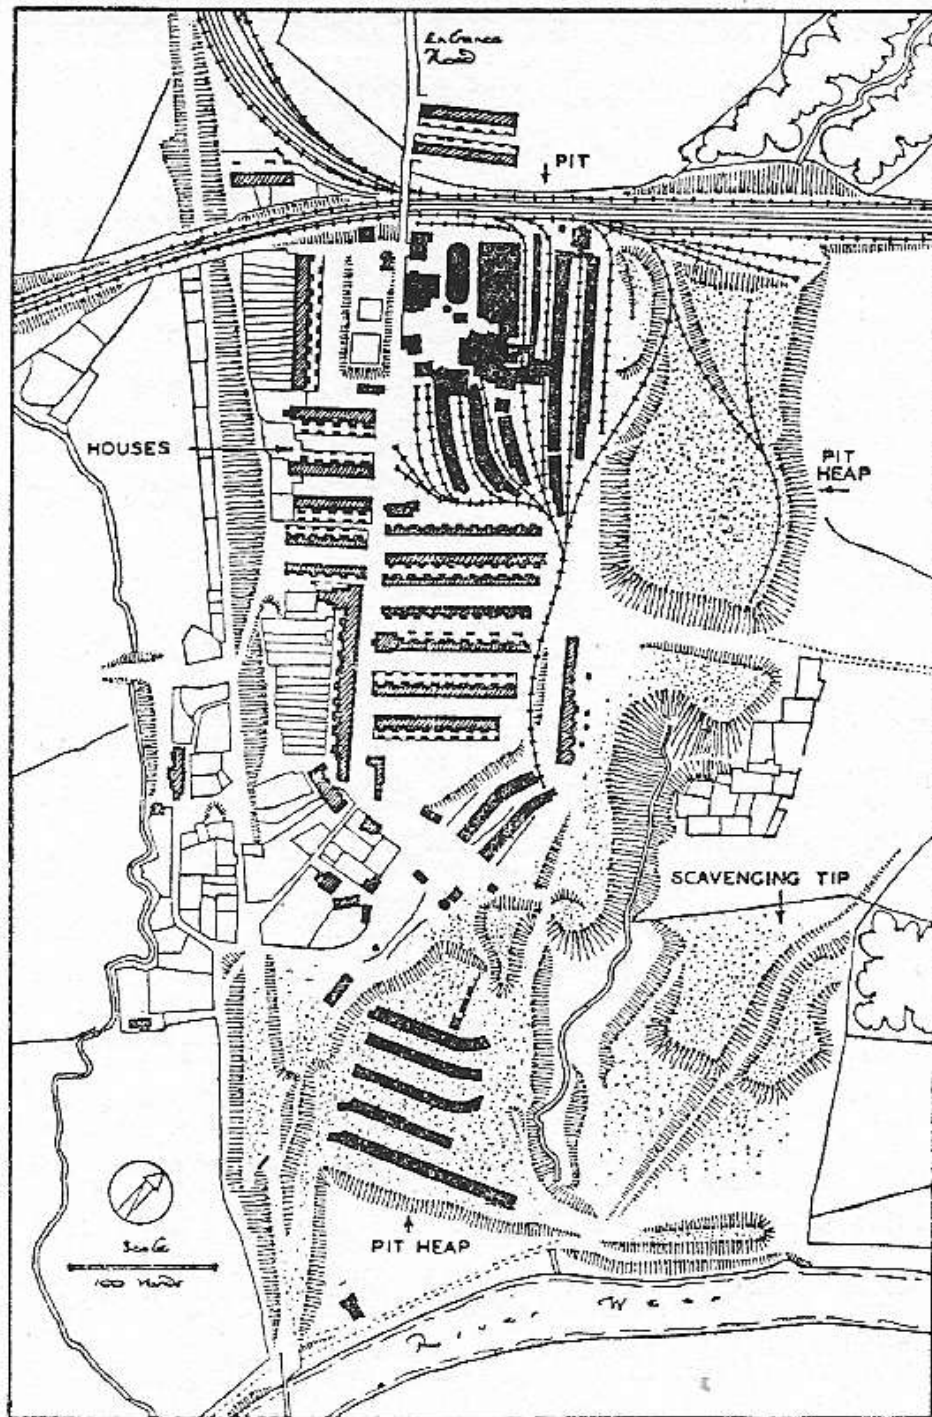 Entrance
Road
PIT
HOUSES
PIT
HEAP
SCAVENGING TIP
PIT HEAP
Scale
100 Yards
River Wear